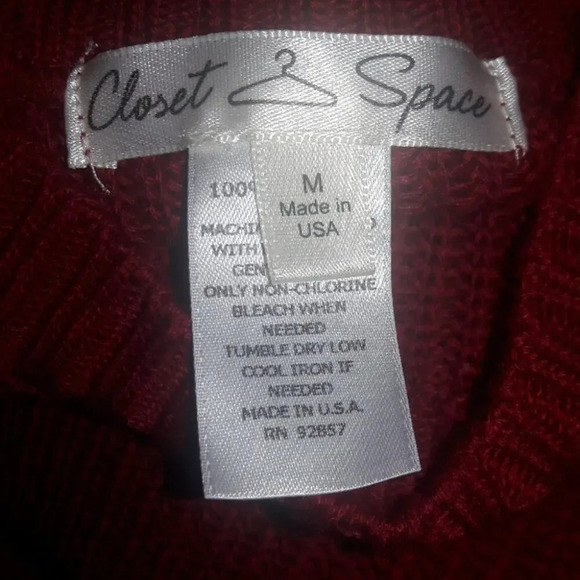 Closet Space
M
Made in
USA
100%
MACHI
WITH
GEN
ONLY NON-CHLORINE
BLEACH WHEN
NEEDED
TUMBLE DRY LOW
COOL IRON IF
NEEDED
MADE IN U.S.A.
RN 92857